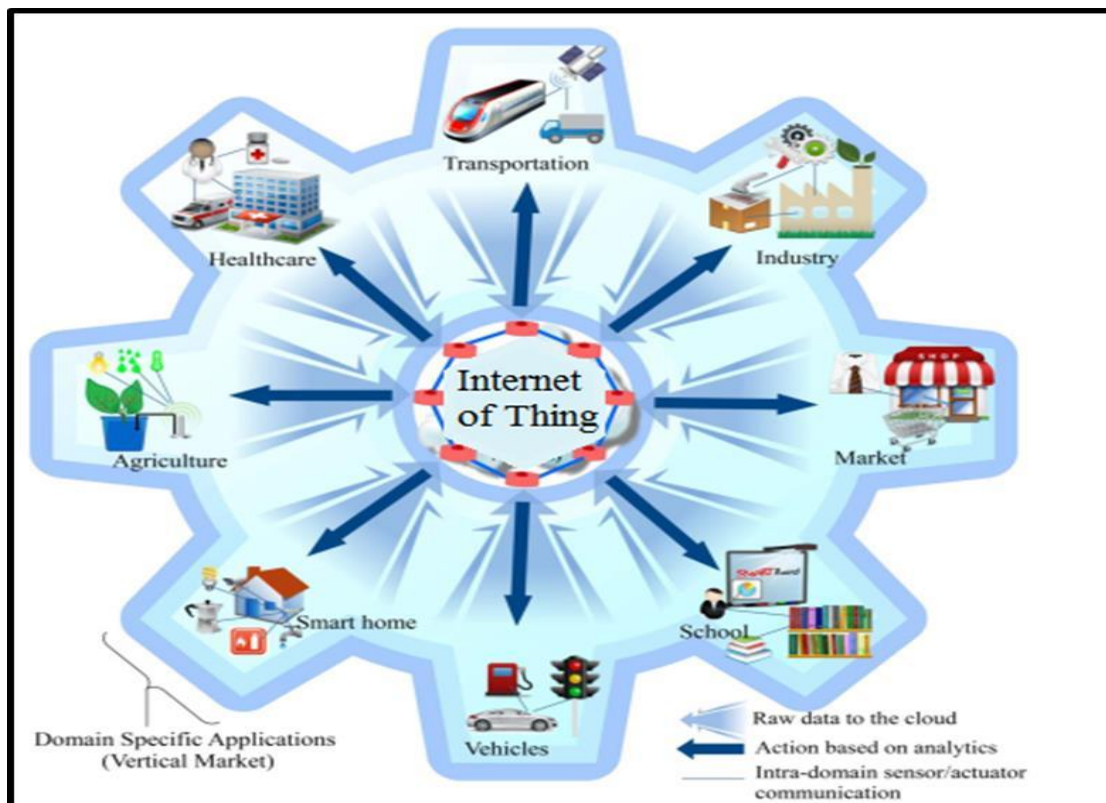 Transportation
Healthcare
Industry
SHOP
Internet
of Thing
Agriculture
Market
Smart home
School
Vehicles
Domain Specific Applications
(Vertical Market)
Raw data to the cloud
Action based on analytics
Intra-domain sensor/actuator
communication